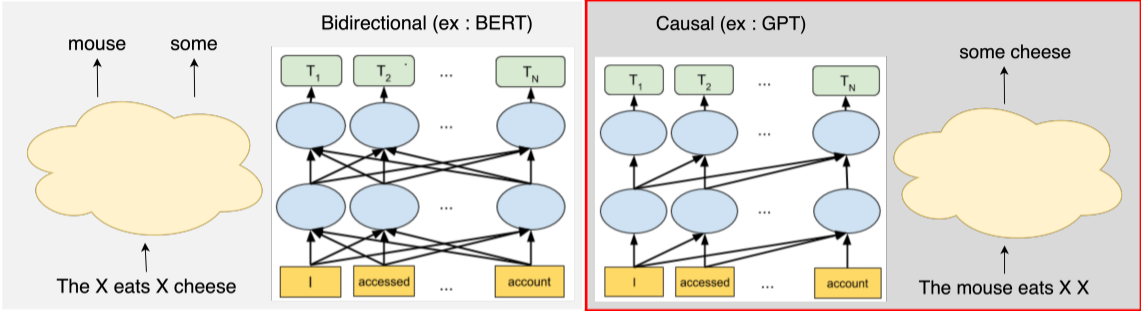 Bidirectional (ex : BERT)
mouse some
The X eats X cheese
T1 T2 ... TN
...
...
I accessed ... account
Causal (ex : GPT)
T1 T2 ... TN
...
...
I accessed ... account
some cheese
The mouse eats X X